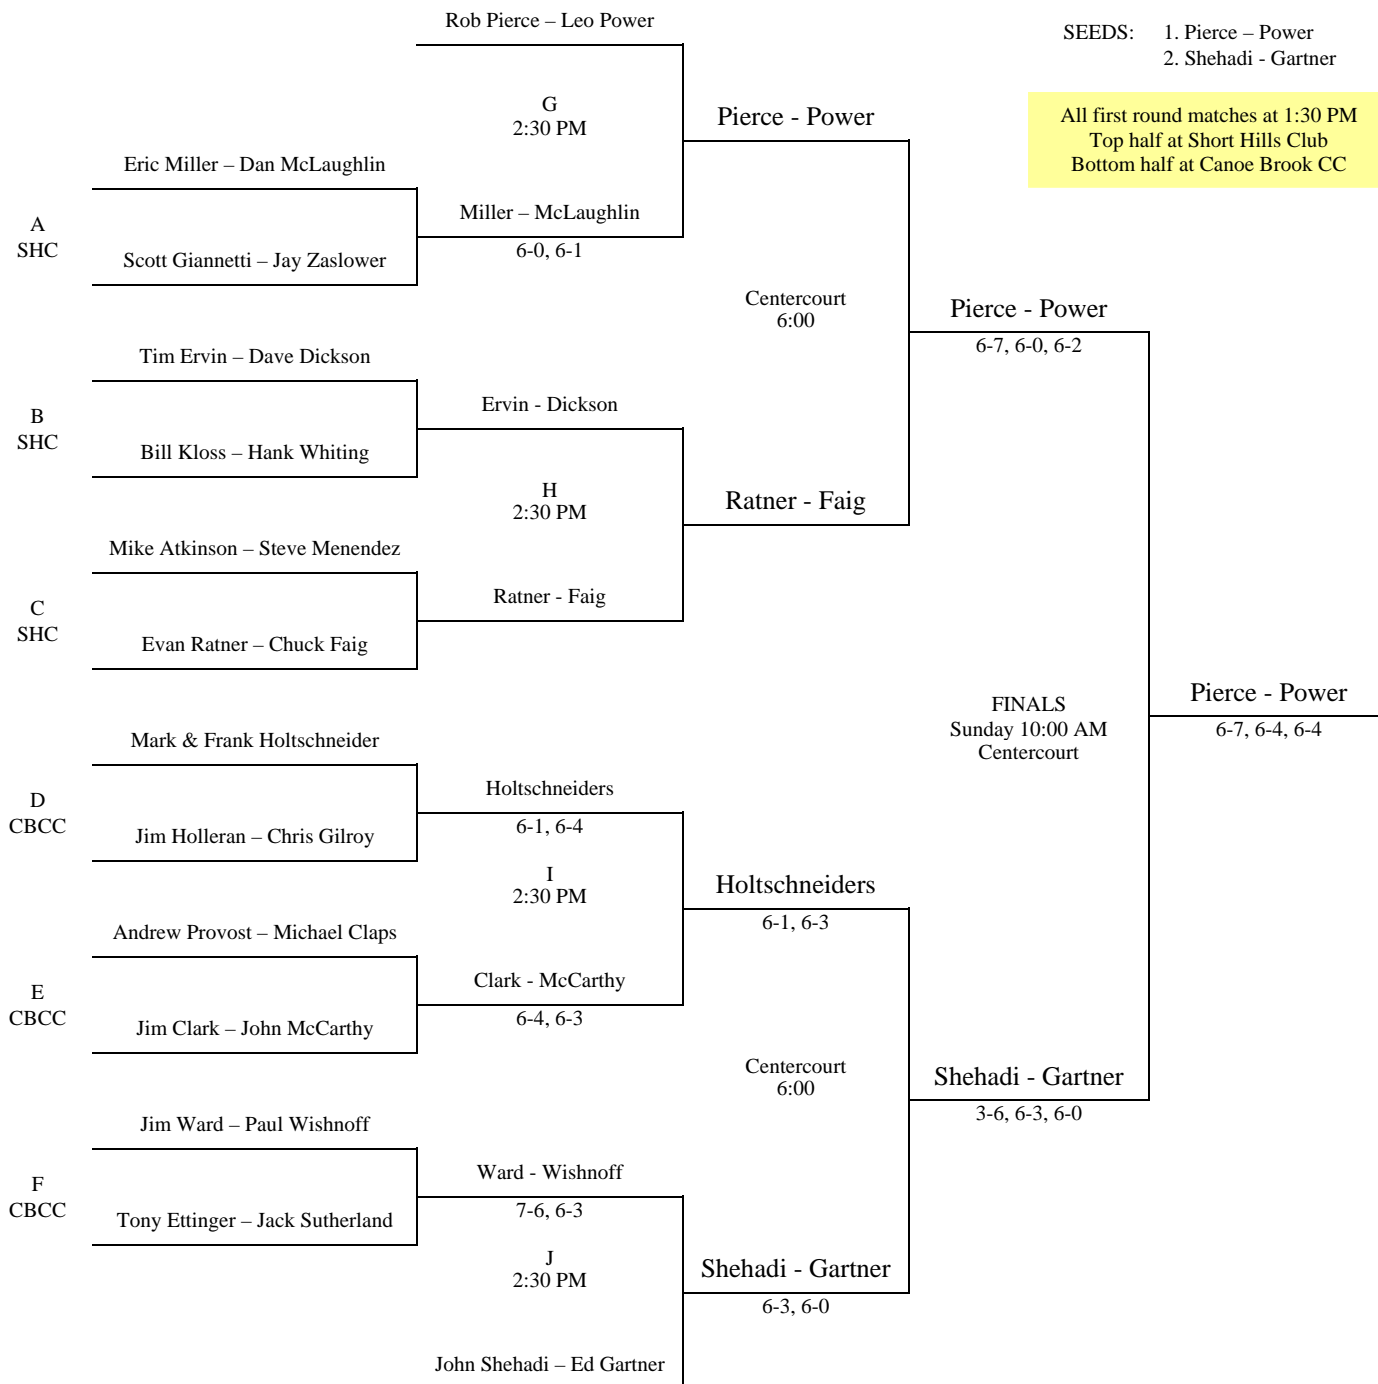 Rob Pierce – Leo Power
SEEDS: 1. Pierce – Power
2. Shehadi - Gartner
G
2:30 PM
Pierce - Power
All first round matches at 1:30 PM
Top half at Short Hills Club
Bottom half at Canoe Brook CC
Eric Miller – Dan McLaughlin
A
SHC
Miller – McLaughlin
6-0, 6-1
Scott Giannetti – Jay Zaslower
Centercourt
6:00
Pierce - Power
6-7, 6-0, 6-2
Tim Ervin – Dave Dickson
B
SHC
Ervin - Dickson
Bill Kloss – Hank Whiting
H
2:30 PM
Ratner - Faig
Mike Atkinson – Steve Menendez
C
SHC
Ratner - Faig
Evan Ratner – Chuck Faig
FINALS
Sunday 10:00 AM
Centercourt
Pierce - Power
6-7, 6-4, 6-4
Mark & Frank Holtschneider
D
CBCC
Holtschneiders
6-1, 6-4
Jim Holleran – Chris Gilroy
I
2:30 PM
Holtschneiders
6-1, 6-3
Andrew Provost – Michael Claps
E
CBCC
Clark - McCarthy
6-4, 6-3
Jim Clark – John McCarthy
Centercourt
6:00
Shehadi - Gartner
3-6, 6-3, 6-0
Jim Ward – Paul Wishnoff
F
CBCC
Ward - Wishnoff
7-6, 6-3
Tony Ettinger – Jack Sutherland
J
2:30 PM
Shehadi - Gartner
6-3, 6-0
John Shehadi – Ed Gartner